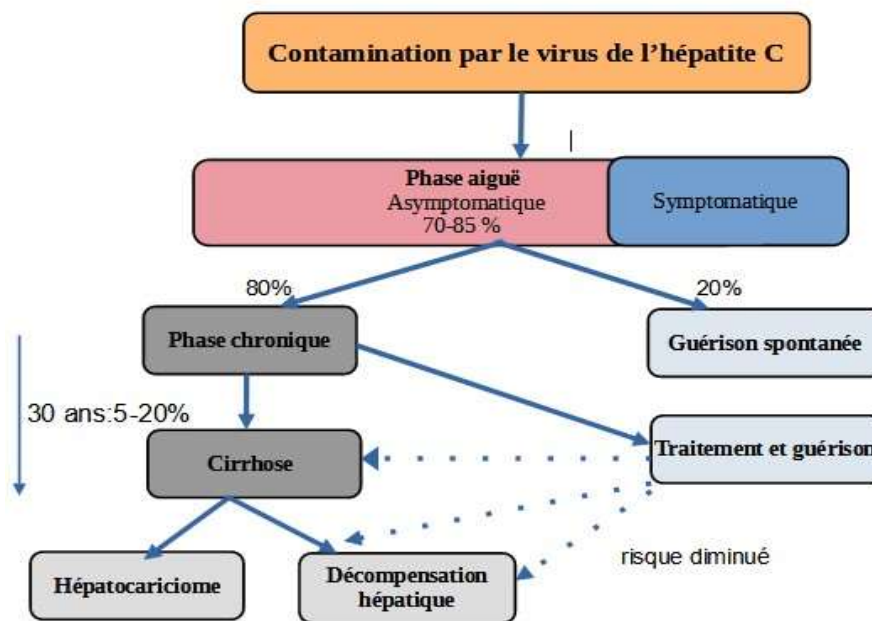 Contamination par le virus de l’hépatite C
Phase aiguë
Asymptomatique
70-85 %
Symptomatique
80%
20%
Phase chronique
Guérison spontanée
30 ans:5-20%
Cirrhose
Traitement et guérison
Hépatocariciome
Décompensation
hépatique
risque diminué